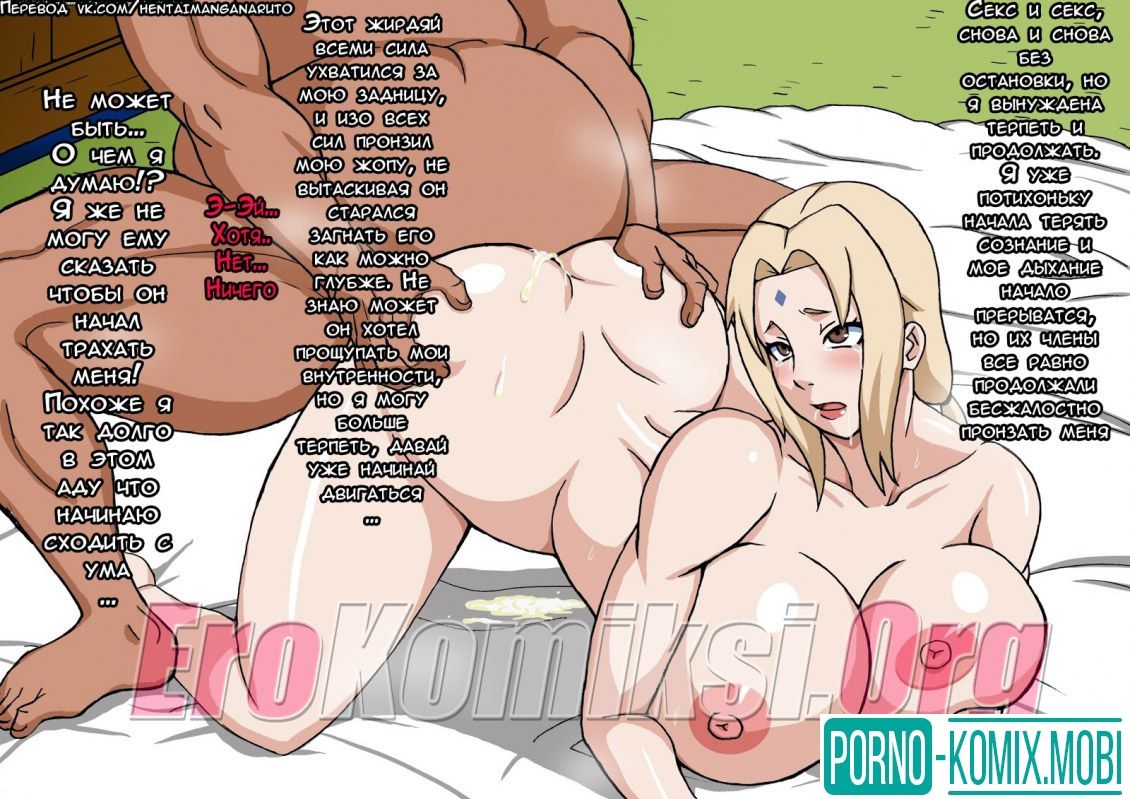 Перевод vk.com/hentaimanganaruto
Не может
быть...
О чем я
думаю!?
Я же не
могу ему
сказать
чтобы он
начал
трахать
меня!
Похоже я
так долго
в этом
аду что
начинаю
сходить с
ума
...
Э-Эй...
Хотя..
Нет...
Ничего
Этот жирдяй
всеми сила
ухватился за
мою задницу,
и изо всех
сил пронзил
мою жопу, не
вытаскивая он
старался
загнать его
как можно
глубже. Не
знаю может
он хотел
прощупать мои
внутренности,
но я могу
больше
терпеть, давай
уже начинай
двигаться
...
Секс и секс,
снова и снова
без
остановки, но
я вынуждена
терпеть и
продолжать.
Я уже
потихоньку
начала терять
сознание и
мое дыхание
начало
прерыватся,
но их члены
все равно
продолжали
бесжалостно
пронзать меня
EroKomiksi.Org
PORNO-KOMIX.MOBI